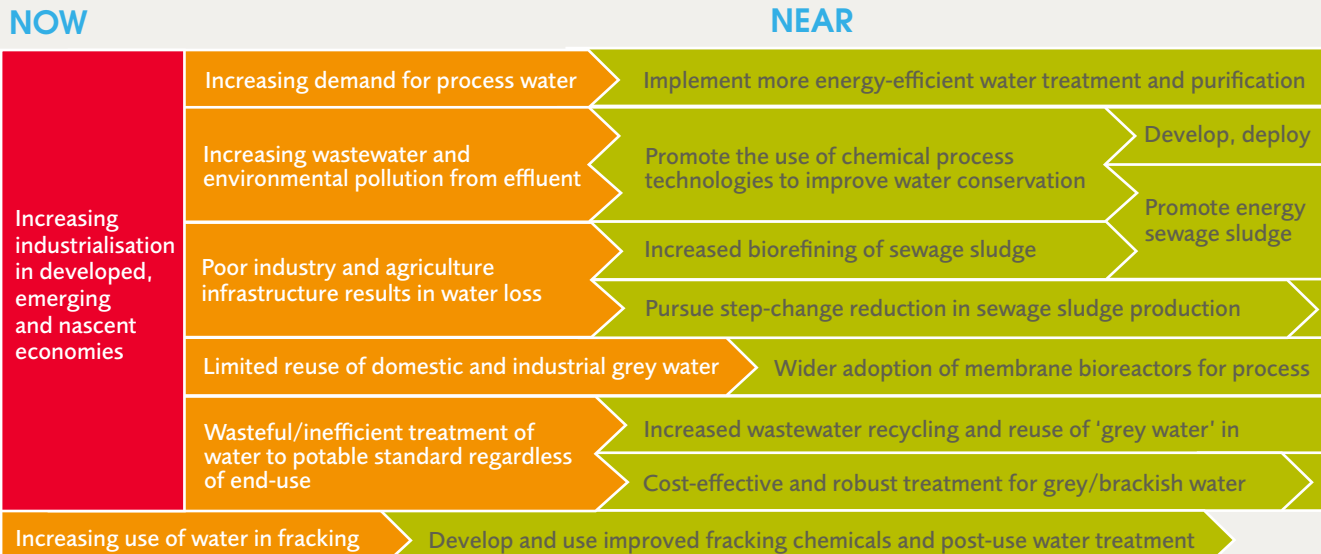 NOW
NEAR
Increasing
industrialisation
in developed,
emerging
and nascent
economies
Increasing demand for process water
Implement more energy-efficient water treatment and purification
Increasing wastewater and
environmental pollution from effluent
Promote the use of chemical process
technologies to improve water conservation
Develop, deploy
Promote energy
sewage sludge
Poor industry and agriculture
infrastructure results in water loss
Increased biorefining of sewage sludge
Pursue step-change reduction in sewage sludge production
Limited reuse of domestic and industrial grey water
Wider adoption of membrane bioreactors for process
Wasteful/inefficient treatment of
water to potable standard regardless
of end-use
Increased wastewater recycling and reuse of ‘grey water’ in
Cost-effective and robust treatment for grey/brackish water
Increasing use of water in fracking
Develop and use improved fracking chemicals and post-use water treatment